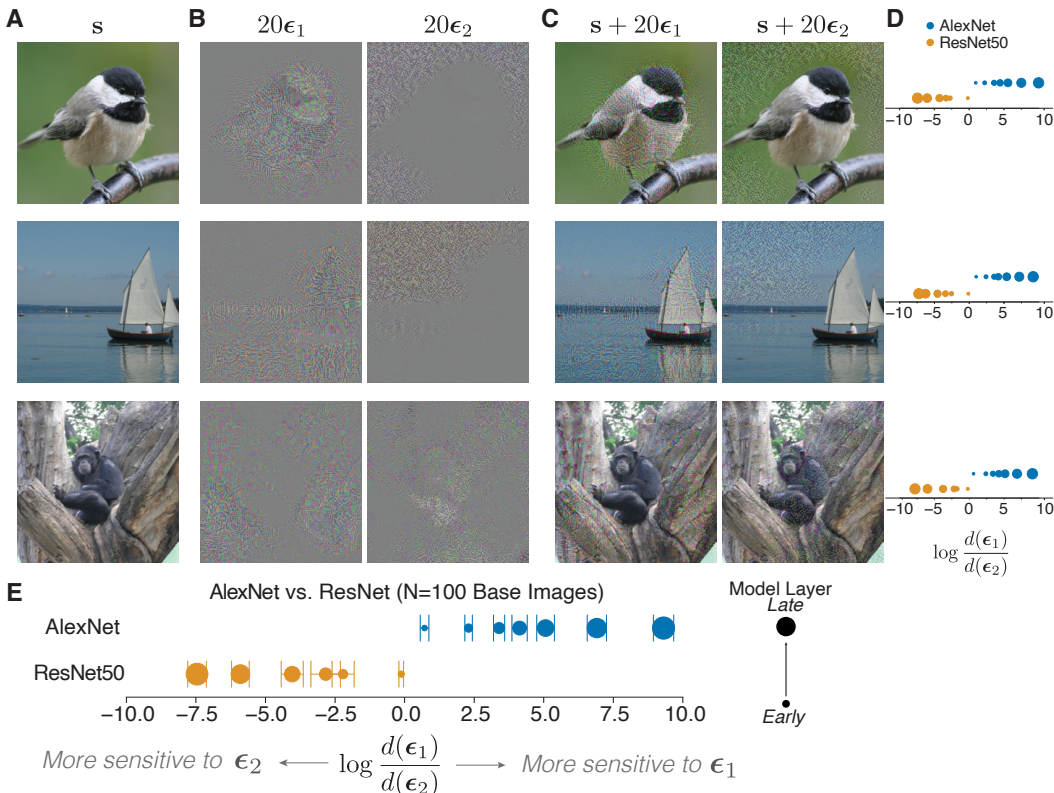 A s B 20ϵ₁ 20ϵ₂ C s + 20ϵ₁ s + 20ϵ₂ D
AlexNet
ResNet50
−10 −5 0 5 10
−10 −5 0 5 10
−10 −5 0 5 10
log d(ϵ₁)/d(ϵ₂)
E
AlexNet vs. ResNet (N=100 Base Images)
Model Layer
Late
AlexNet
ResNet50
Early
−10.0 −7.5 −5.0 −2.5 0.0 2.5 5.0 7.5 10.0
More sensitive to ϵ₂ ← log d(ϵ₁)/d(ϵ₂) → More sensitive to ϵ₁